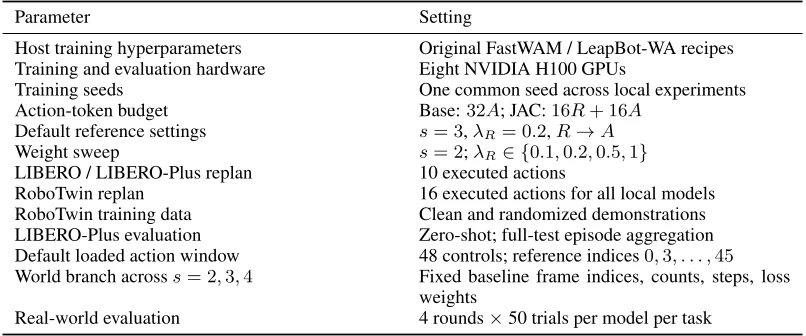 Parameter Setting
Host training hyperparameters Original FastWAM / LeapBot-WA recipes
Training and evaluation hardware Eight NVIDIA H100 GPUs
Training seeds One common seed across local experiments
Action-token budget Base: 32A; JAC: 16R + 16A
Default reference settings s = 3, λ_R = 0.2, R → A
Weight sweep s = 2; λ_R ∈ {0.1, 0.2, 0.5, 1}
LIBERO / LIBERO-Plus replan 10 executed actions
RoboTwin replan 16 executed actions for all local models
RoboTwin training data Clean and randomized demonstrations
LIBERO-Plus evaluation Zero-shot; full-test episode aggregation
Default loaded action window 48 controls; reference indices 0, 3, . . . , 45
World branch across s = 2, 3, 4 Fixed baseline frame indices, counts, steps, loss
weights
Real-world evaluation 4 rounds × 50 trials per model per task